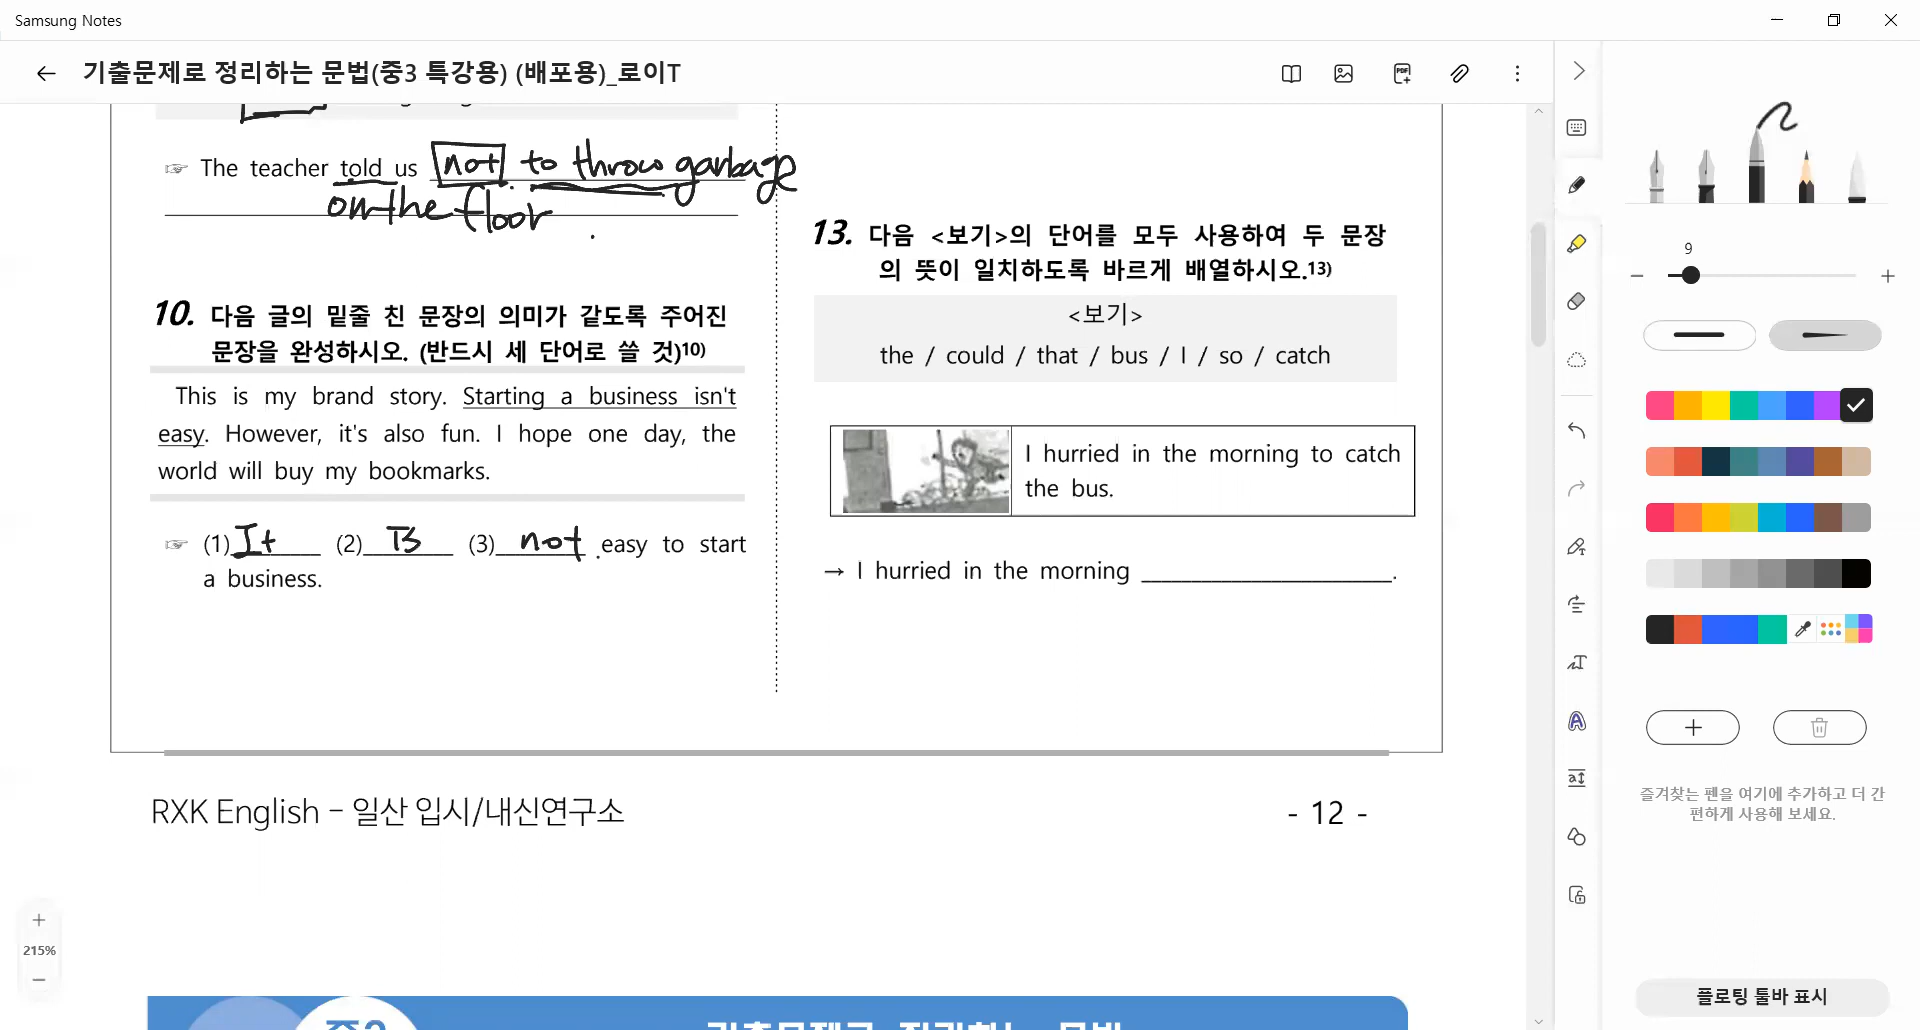 Samsung Notes
기출문제로 정리하는 문법(중3 특강용) (배포용)_로이T
☞ The teacher told us not to throw garbage
on the floor .
10. 다음 글의 밑줄 친 문장의 의미가 같도록 주어진
문장을 완성하시오. (반드시 세 단어로 쓸 것)10)
This is my brand story. Starting a business isn't
easy. However, it's also fun. I hope one day, the
world will buy my bookmarks.
☞ (1) It (2) is (3) not easy to start
a business.
13. 다음 <보기>의 단어를 모두 사용하여 두 문장
의 뜻이 일치하도록 바르게 배열하시오.13)
<보기>
the / could / that / bus / I / so / catch
I hurried in the morning to catch
the bus.
→ I hurried in the morning ____________________.
RXK English – 일산 입시/내신연구소
- 12 -
215%
PDF
9
즐겨찾는 펜을 여기에 추가하고 더 간
편하게 사용해 보세요.
플로팅 툴바 표시